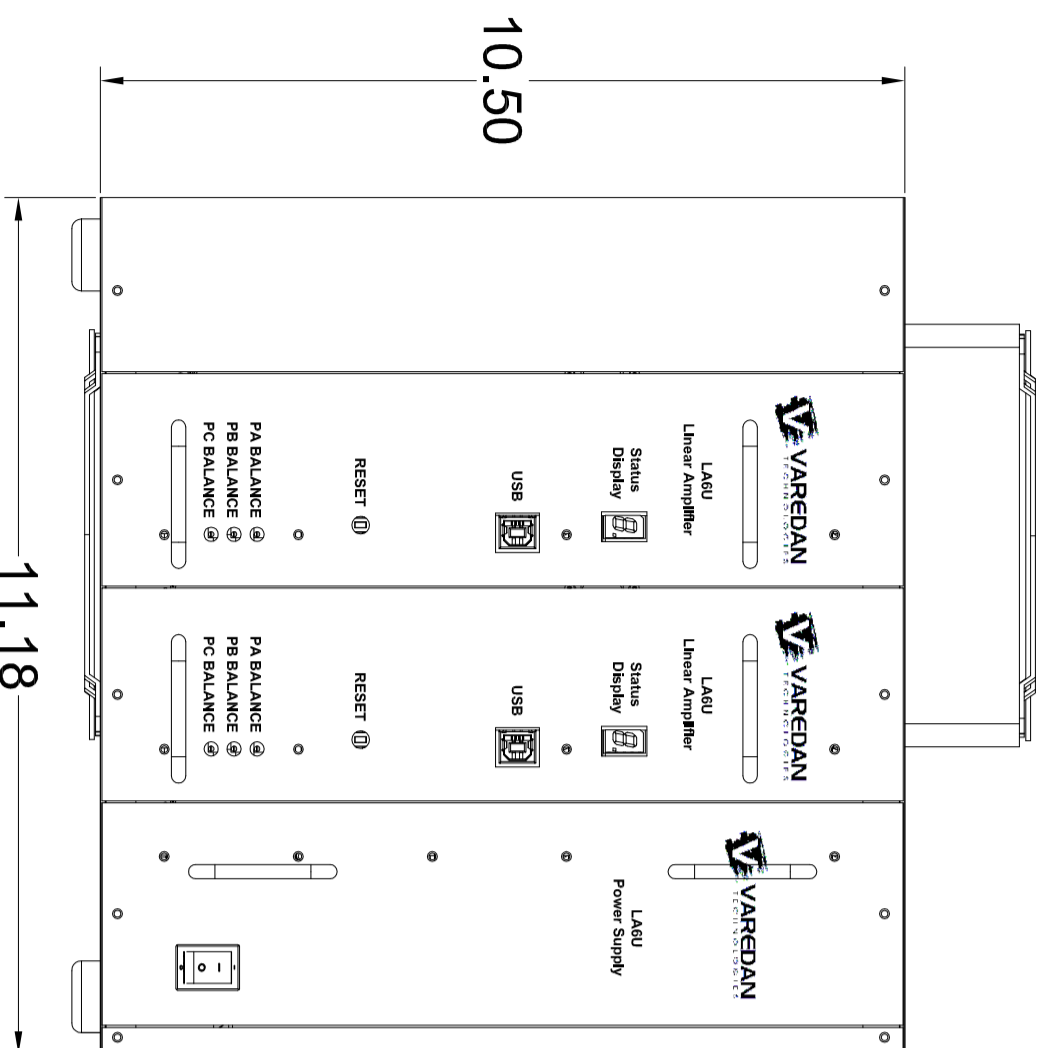 10.50
11.18
VAREDAN
TECHNOLOGIES
LA6U
Linear Amplifier
Status
Display
USB
RESET
PA BALANCE
PB BALANCE
PC BALANCE
VAREDAN
TECHNOLOGIES
LA6U
Linear Amplifier
Status
Display
USB
RESET
PA BALANCE
PB BALANCE
PC BALANCE
VAREDAN
TECHNOLOGIES
LA6U
Power Supply